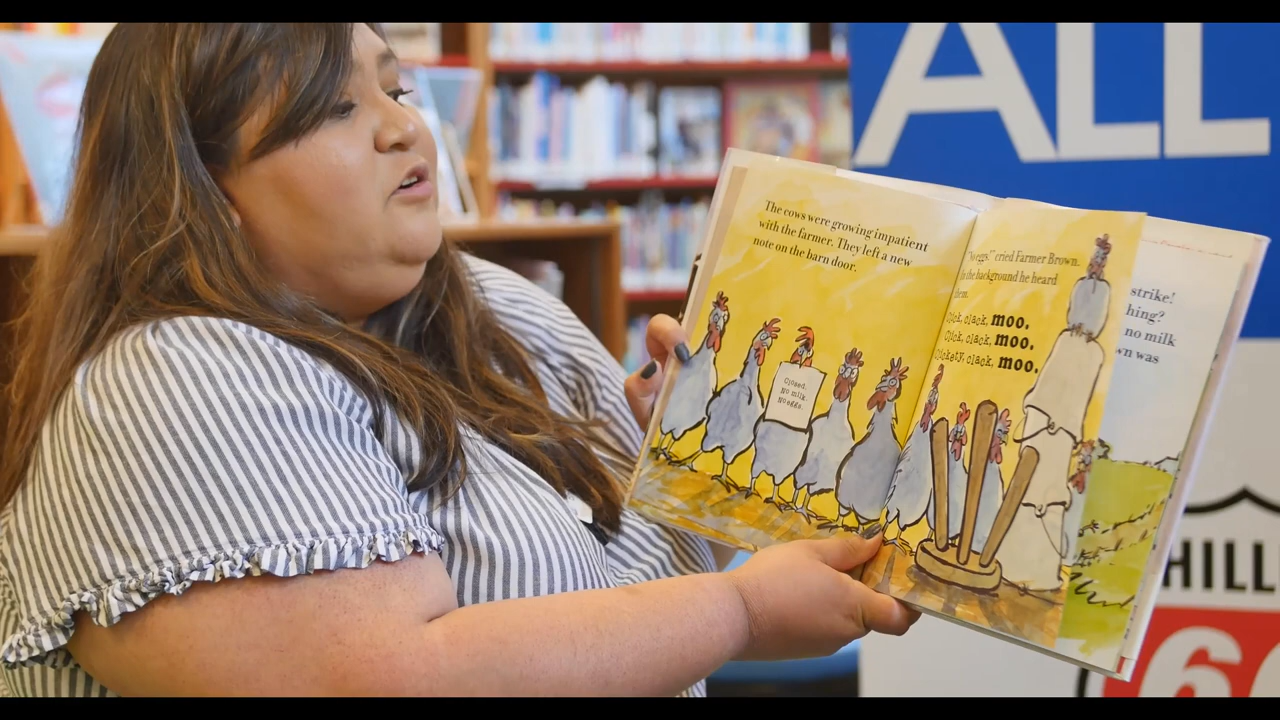 ALL
The cows were growing impatient
with the farmer. They left a new
note on the barn door.
Closed.
No milk.
No eggs.
"No eggs!" cried Farmer Brown.
In the background he heard
them.
Click, clack, moo.
Click, clack, moo.
Clickety, clack, moo.
strike!
hing?
no milk
wn was
HILL